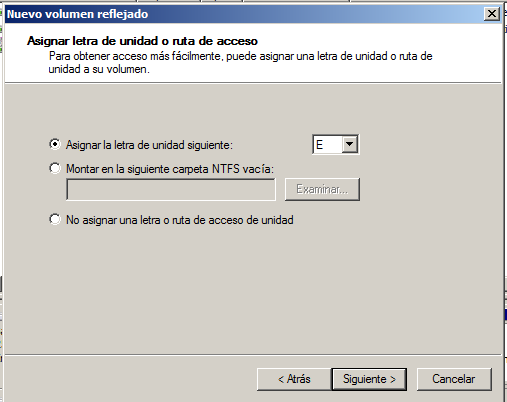 Nuevo volumen reflejado
Asignar letra de unidad o ruta de acceso
Para obtener acceso más fácilmente, puede asignar una letra de unidad o ruta de
unidad a su volumen.
Asignar la letra de unidad siguiente: E
Montar en la siguiente carpeta NTFS vacía:
Examinar...
No asignar una letra o ruta de acceso de unidad
< Atrás Siguiente > Cancelar